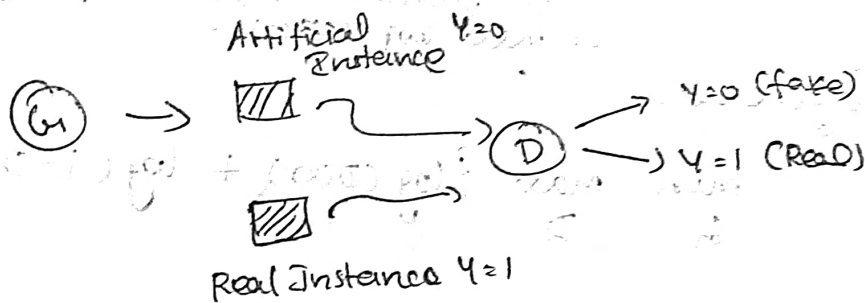 Artificial Y=0
Instance
G
D
Y=0 (fake)
Y=1 (Real)
Real Instance Y=1